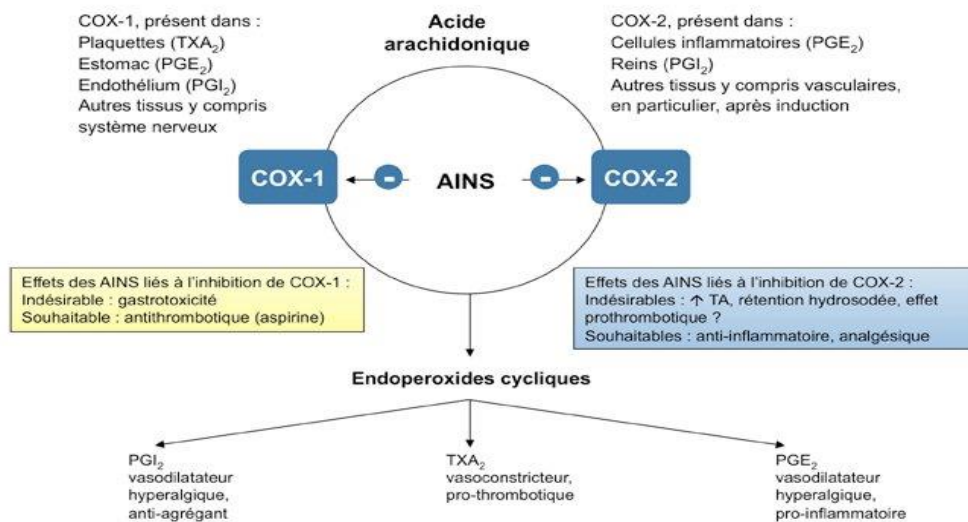 COX-1, présent dans :
Plaquettes (TXA₂)
Estomac (PGE₂)
Endothélium (PGI₂)
Autres tissus y compris
système nerveux
Acide
arachidonique
COX-2, présent dans :
Cellules inflammatoires (PGE₂)
Reins (PGI₂)
Autres tissus y compris vasculaires,
en particulier, après induction
COX-1
-
AINS
-
COX-2
Effets des AINS liés à l'inhibition de COX-1 :
Indésirable : gastrotoxicité
Souhaitable : antithrombotique (aspirine)
Effets des AINS liés à l'inhibition de COX-2 :
Indésirables : ↑ TA, rétention hydrosodée, effet
prothrombotique ?
Souhaitables : anti-inflammatoire, analgésique
Endoperoxides cycliques
PGI₂
vasodilatateur
hyperalgique,
anti-agrégant
TXA₂
vasoconstricteur,
pro-thrombotique
PGE₂
vasodilatateur
hyperalgique,
pro-inflammatoire